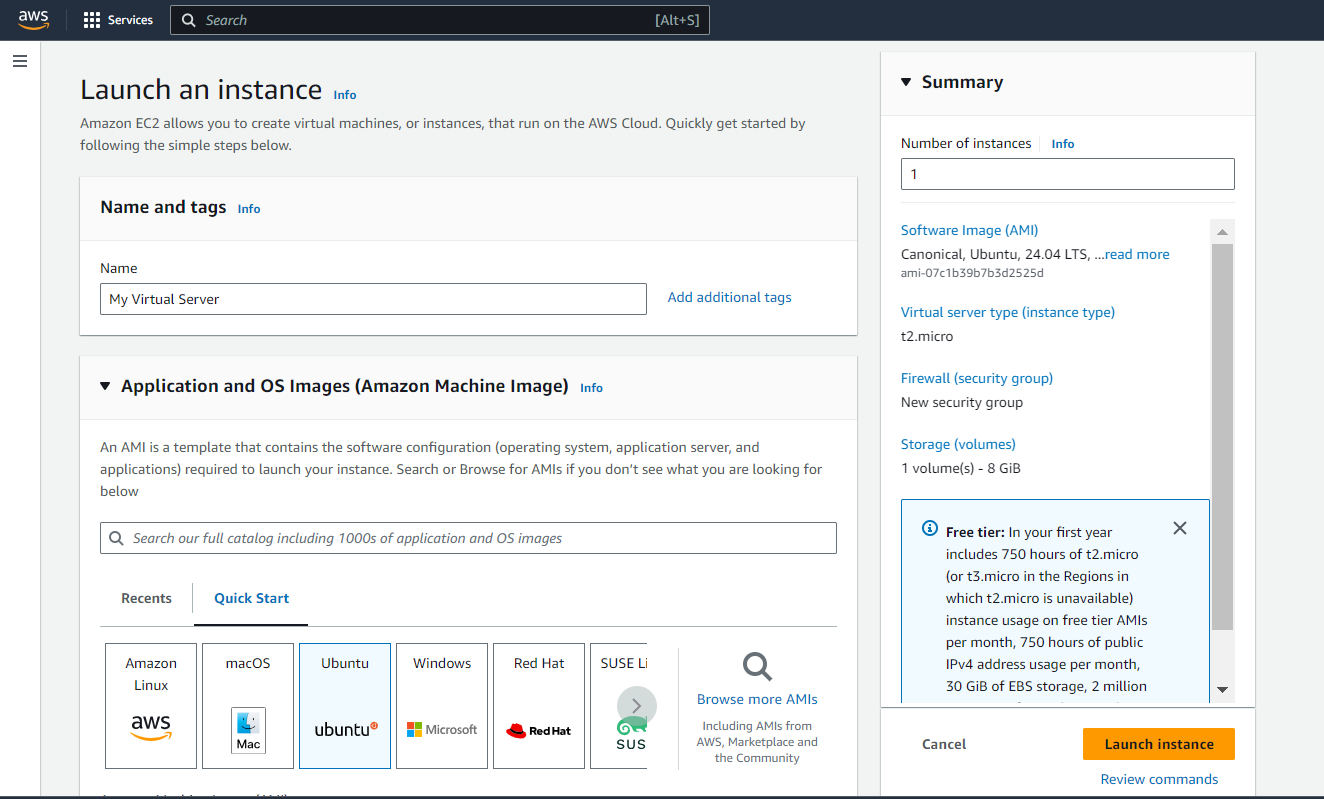 aws
Services
Search [Alt+S]
Launch an instance Info
Amazon EC2 allows you to create virtual machines, or instances, that run on the AWS Cloud. Quickly get started by
following the simple steps below.
Name and tags Info
Name
My Virtual Server
Add additional tags
Application and OS Images (Amazon Machine Image) Info
An AMI is a template that contains the software configuration (operating system, application server, and
applications) required to launch your instance. Search or Browse for AMIs if you don't see what you are looking for
below
Search our full catalog including 1000s of application and OS images
Recents
Quick Start
Amazon
Linux
aws
macOS
Mac
Ubuntu
ubuntu
Windows
Microsoft
Red Hat
Red Hat
SUSE Li
SUS
Browse more AMIs
Including AMIs from
AWS, Marketplace and
the Community
Summary
Number of instances Info
1
Software Image (AMI)
Canonical, Ubuntu, 24.04 LTS, ...read more
ami-07c1b39b7b3d2525d
Virtual server type (instance type)
t2.micro
Firewall (security group)
New security group
Storage (volumes)
1 volume(s) - 8 GiB
Free tier: In your first year
includes 750 hours of t2.micro
(or t3.micro in the Regions in
which t2.micro is unavailable)
instance usage on free tier AMIs
per month, 750 hours of public
IPv4 address usage per month,
30 GiB of EBS storage, 2 million
Cancel
Launch instance
Review commands